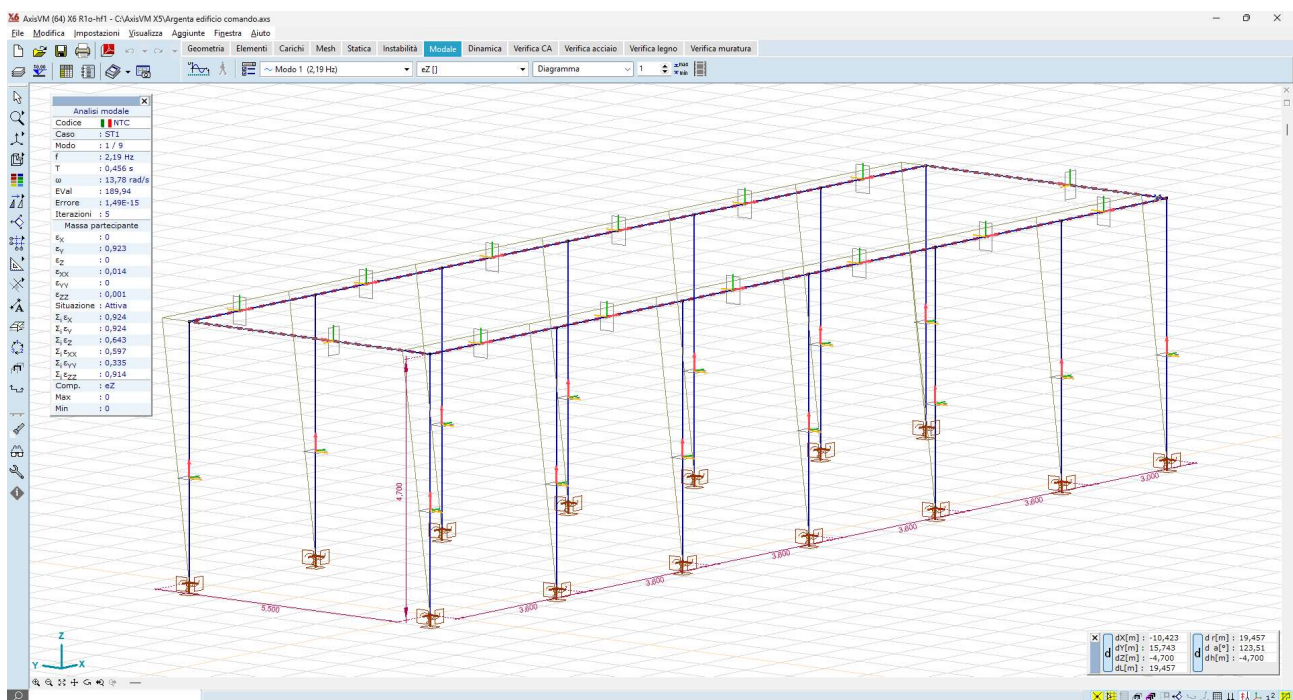 AxisVM (64) X6 R1o-hf1 - C:\AxisVM X5\Argenta edificio comando.axs
File Modifica Impostazioni Visualizza Aggiunte Finestra Aiuto
Geometria Elementi Carichi Mesh Statica Instabilità Modale Dinamica Verifica CA Verifica acciaio Verifica legno Verifica muratura
Modo 1 (2,19 Hz) eZ [] Diagramma 1
Analisi modale
Codice NTC
Caso : ST1
Modo : 1 / 9
f : 2,19 Hz
T : 0,456 s
ω : 13,78 rad/s
EVal : 189,94
Errore : 1,49E-15
Iterazioni : 5
Massa partecipante
εX : 0
εY : 0,923
εZ : 0
εXX : 0,014
εYY : 0
εZZ : 0,001
Situazione : Attiva
Σi εX : 0,924
Σi εY : 0,924
Σi εZ : 0,643
Σi εXX : 0,597
Σi εYY : 0,335
Σi εZZ : 0,914
Comp. : eZ
Max : 0
Min : 0
4,700
5,500
3,600
3,600
3,600
3,600
3,600
3,000
Z
Y
X
d
dX[m] : -10,423
dY[m] : 15,743
dZ[m] : -4,700
dL[m] : 19,457
d
d r[m] : 19,457
d a[°] : 123,51
dh[m] : -4,700